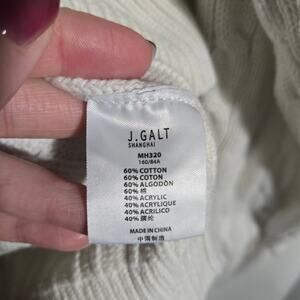 J.GALT
SHANGHAI
MH320
160/84A
60% COTTON
60% COTON
60% ALGODÓN
60% 棉
40% ACRYLIC
40% ACRYLIQUE
40% ACRILICO
40% 腈纶
MADE IN CHINA
中国制造